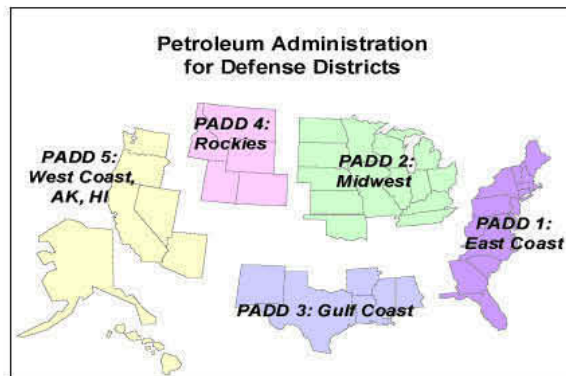 Petroleum Administration
for Defense Districts
PADD 4:
Rockies
PADD 5:
West Coast,
AK, HI
PADD 2:
Midwest
PADD 1:
East Coast
PADD 3: Gulf Coast